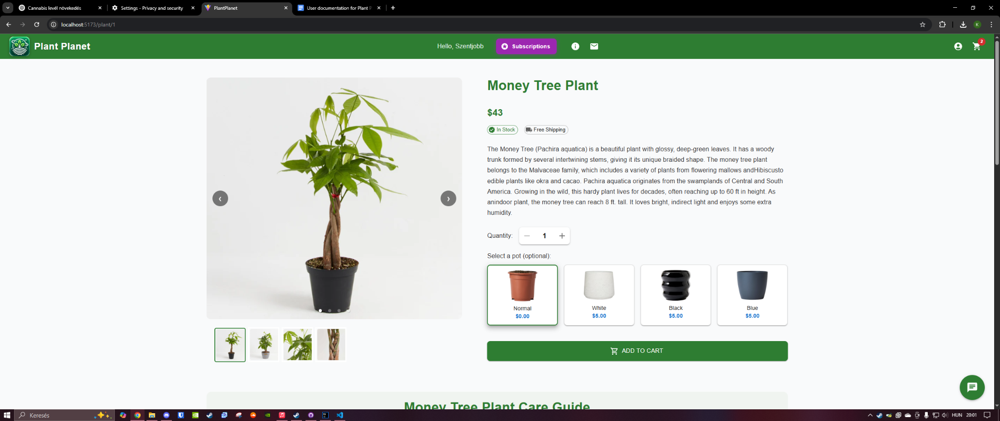 Cannabis levél növekedés
Settings - Privacy and security
PlantPlanet
User documentation for Plant P
localhost:5173/plant/1
K
Plant Planet
Hello, Szentjobb
Subscriptions
2
Money Tree Plant
$43
In Stock
Free Shipping
The Money Tree (Pachira aquatica) is a beautiful plant with glossy, deep-green leaves. It has a woody
trunk formed by several intertwining stems, giving it its unique braided shape. The money tree plant
belongs to the Malvaceae family, which includes a variety of plants from flowering mallows andHibiscusto
edible plants like okra and cacao. Pachira aquatica originates from the swamplands of Central and South
America. Growing in the wild, this hardy plant lives for decades, often reaching up to 60 ft in height. As
anindoor plant, the money tree can reach 8 ft. tall. It loves bright, indirect light and enjoys some extra
humidity.
Quantity:
1
Select a pot (optional):
Normal
$0.00
White
$5.00
Black
$5.00
Blue
$5.00
ADD TO CART
Money Tree Plant Care Guide
Keresés
HUN
20:01